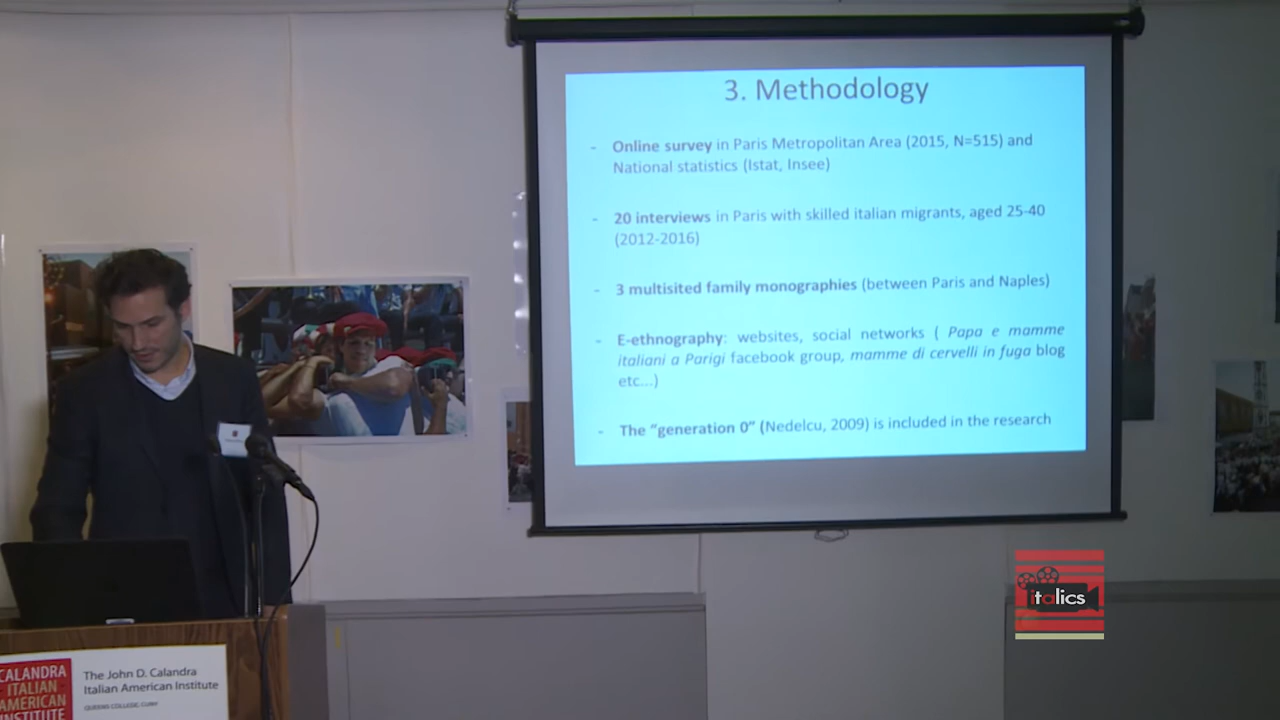 3. Methodology
- Online survey in Paris Metropolitan Area (2015, N=515) and
National statistics (Istat, Insee)
- 20 interviews in Paris with skilled italian migrants, aged 25-40
(2012-2016)
- 3 multisited family monographies (between Paris and Naples)
- E-ethnography: websites, social networks ( Papa e mamme
italiani a Parigi facebook group, mamme di cervelli in fuga blog
etc...)
- The "generation 0" (Nedelcu, 2009) is included in the research
italics
CALANDRA
ITALIAN
AMERICAN
INSTITUTE
The John D. Calandra
Italian American Institute
QUEENS COLLEGE, CUNY